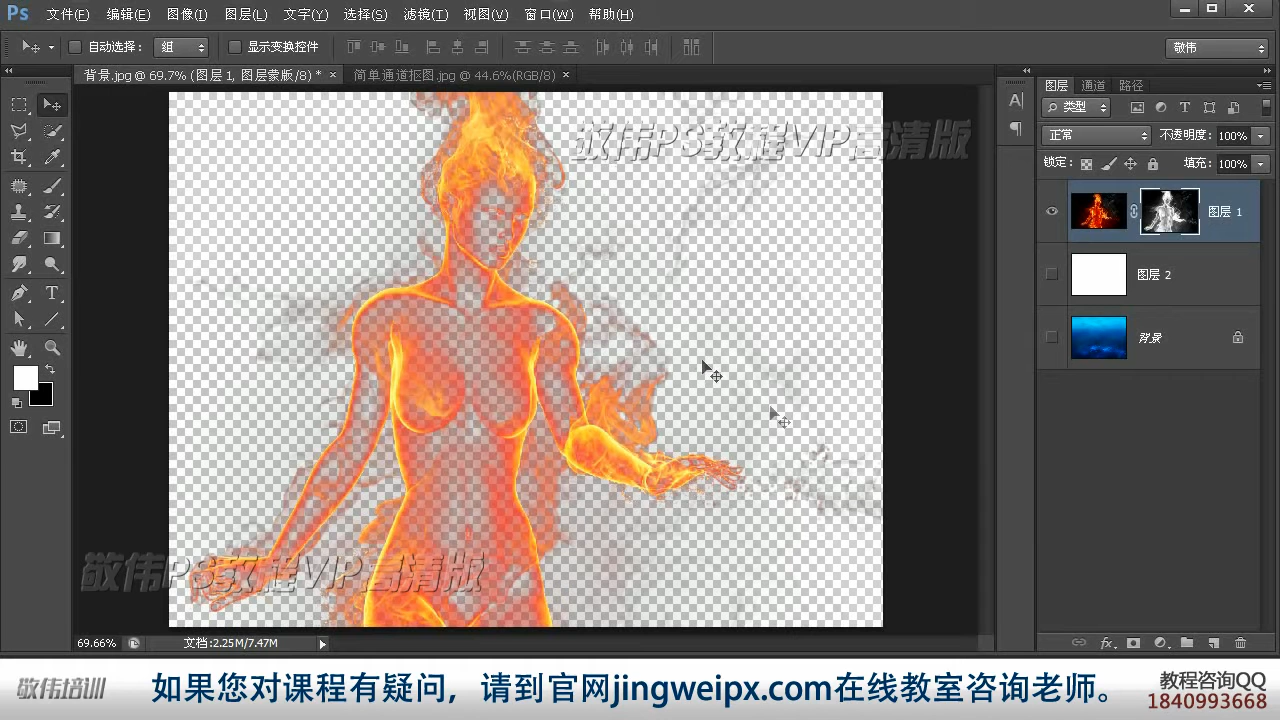 Ps 文件(F) 编辑(E) 图像(I) 图层(L) 文字(Y) 选择(S) 滤镜(T) 视图(V) 窗口(W) 帮助(H)
自动选择: 组 显示变换控件 敬伟
背景.jpg @ 69.7% (图层 1, 图层蒙版/8) * × 简单通道抠图.jpg @ 44.6%(RGB/8) ×
图层 通道 路径
类型
正常 不透明度: 100%
锁定: 填充: 100%
敬伟PS教程VIP高清版
图层 1
图层 2
背景
敬伟PS教程VIP高清版
69.66% 文档:2.25M/7.47M
敬伟培训 如果您对课程有疑问，请到官网jingweipx.com在线教室咨询老师。 教程咨询QQ
1840993668